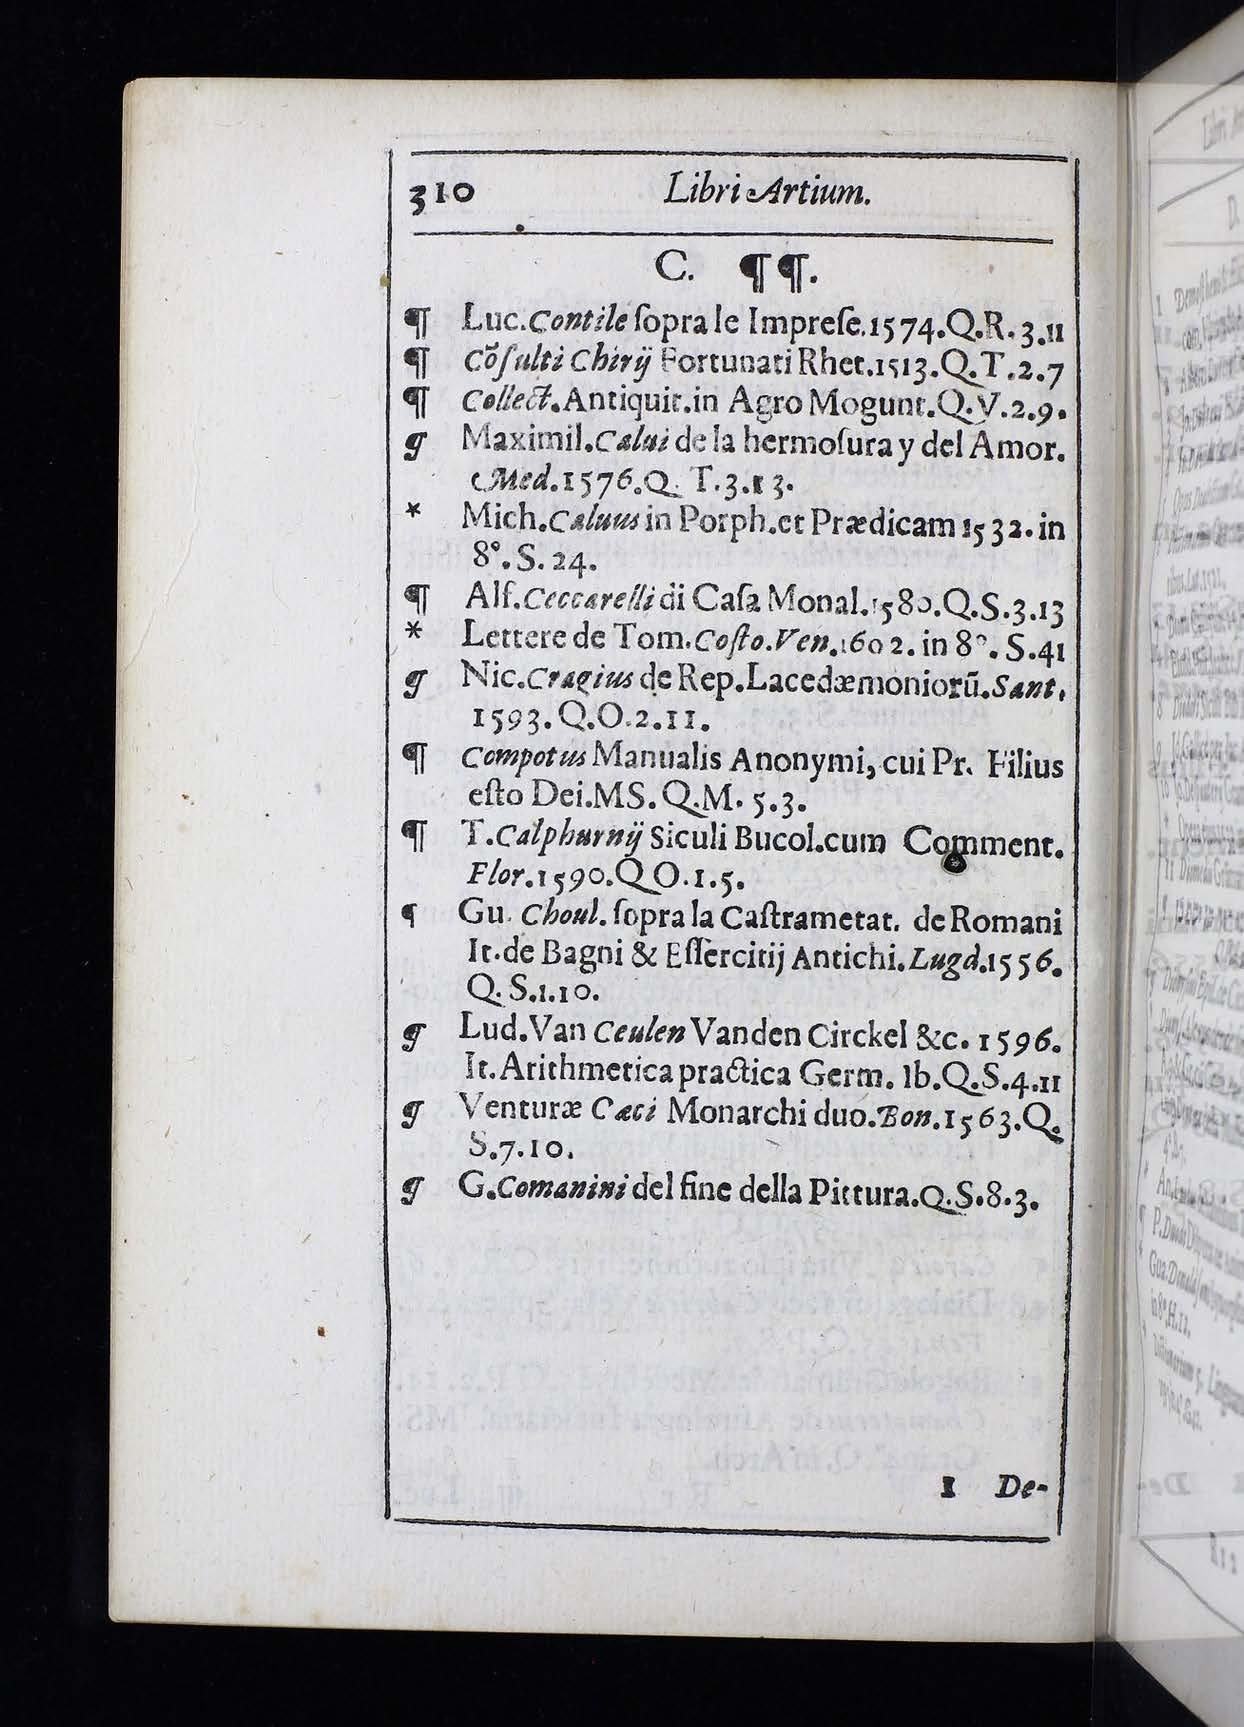 310 Libri Artium.
C. ¶¶.
¶ Luc.Contile ſopra le Impreſe.1574.Q.R.3.11
¶ Cõſulti Chirij Fortunati Rhet.1513.Q.T.2.7
¶ Collect.Antiquit.in Agro Mogunt.Q.V.2.9.
g Maximil.Calui de la hermoſura y del Amor.
Med.1576.Q. T.3.13.
* Mich.Caluus in Porph.et Prædicam 1532. in
8°.S.24.
¶ Alf.Ceccarelli di Caſa Monal.1580.Q.S.3.13
* Lettere de Tom.Coſto.Ven.1602. in 8°. S.41
g Nic.Cragius de Rep.Lacedæmoniorũ.Sant.
1593.Q.O.2.11.
¶ Compotus Manualis Anonymi, cui Pr. Filius
eſto Dei.MS.Q.M. 5.3.
¶ T.Calphurnij Siculi Bucol.cum Comment.
Flor.1590.Q O.1.5.
¶ Gu. Choul. ſopra la Caſtrametat. de Romani
It.de Bagni & Eſſercitij Antichi.Lugd.1556.
Q.S.1.10.
g Lud.Van Ceulen Vanden Circkel &c. 1596.
It.Arithmetica practica Germ. Ib.Q.S.4.11
g Venturæ Cæci Monarchi duo.Bon.1563.Q.
S.7.10.
g G.Comanini del fine della Pittura.Q.S.8.3.
1 De-